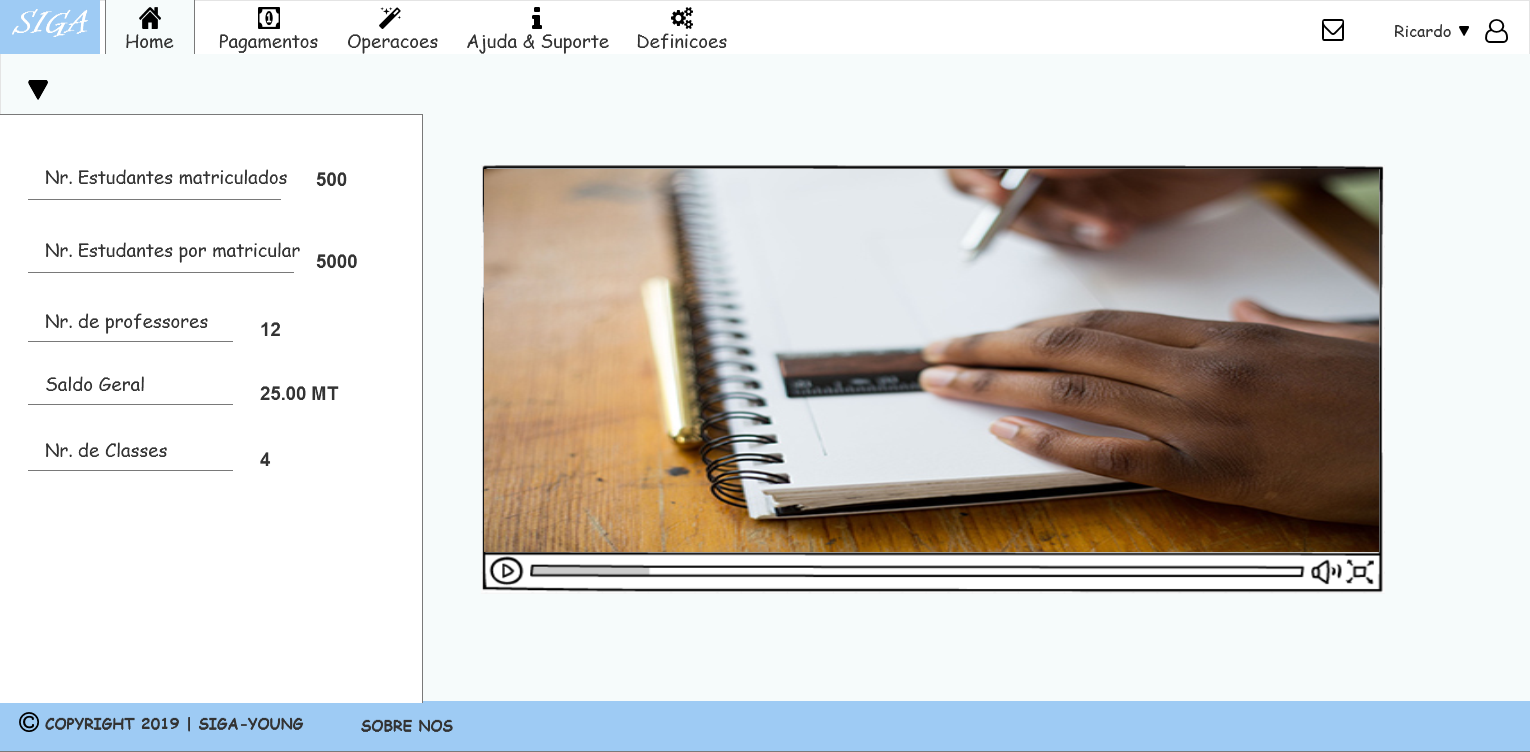 SIGA
Home
Pagamentos
Operacoes
Ajuda & Suporte
Definicoes
Ricardo ▼
Nr. Estudantes matriculados 500
Nr. Estudantes por matricular 5000
Nr. de professores 12
Saldo Geral 25.00 MT
Nr. de Classes 4
© COPYRIGHT 2019 | SIGA-YOUNG
SOBRE NOS